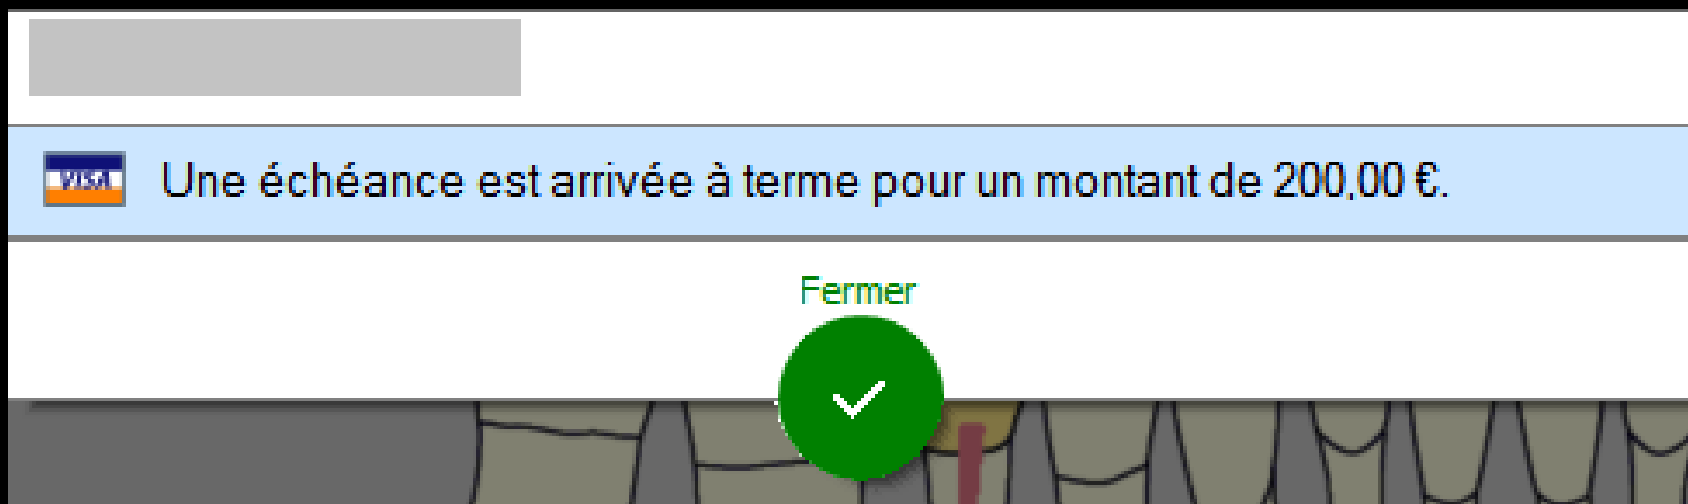 VISA
Une échéance est arrivée à terme pour un montant de 200,00 €.
Fermer